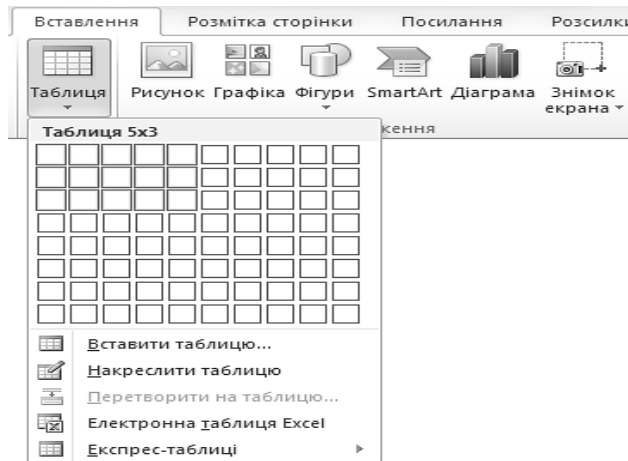 Вставлення Розмітка сторінки Посилання Розсилки
Таблиця Рисунок Графіка Фігури SmartArt Діаграма Знімок
екрана
Таблиця 5x3
Вставити таблицю...
Накреслити таблицю
Перетворити на таблицю...
Електронна таблиця Excel
Експрес-таблиці